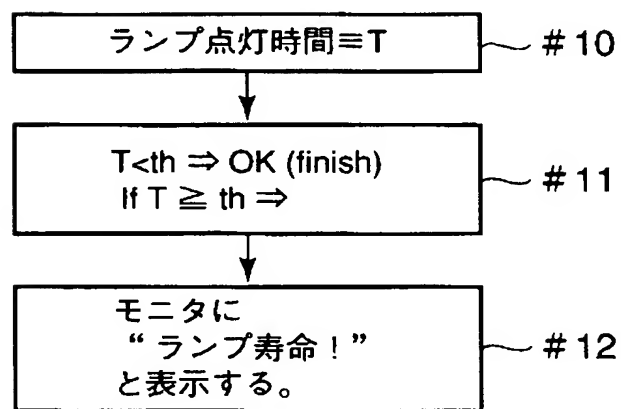 ランプ点灯時間≡T
#10
T<th ⇒ OK (finish)
If T ≧ th ⇒
#11
モニタに
“ランプ寿命！”
と表示する。
#12